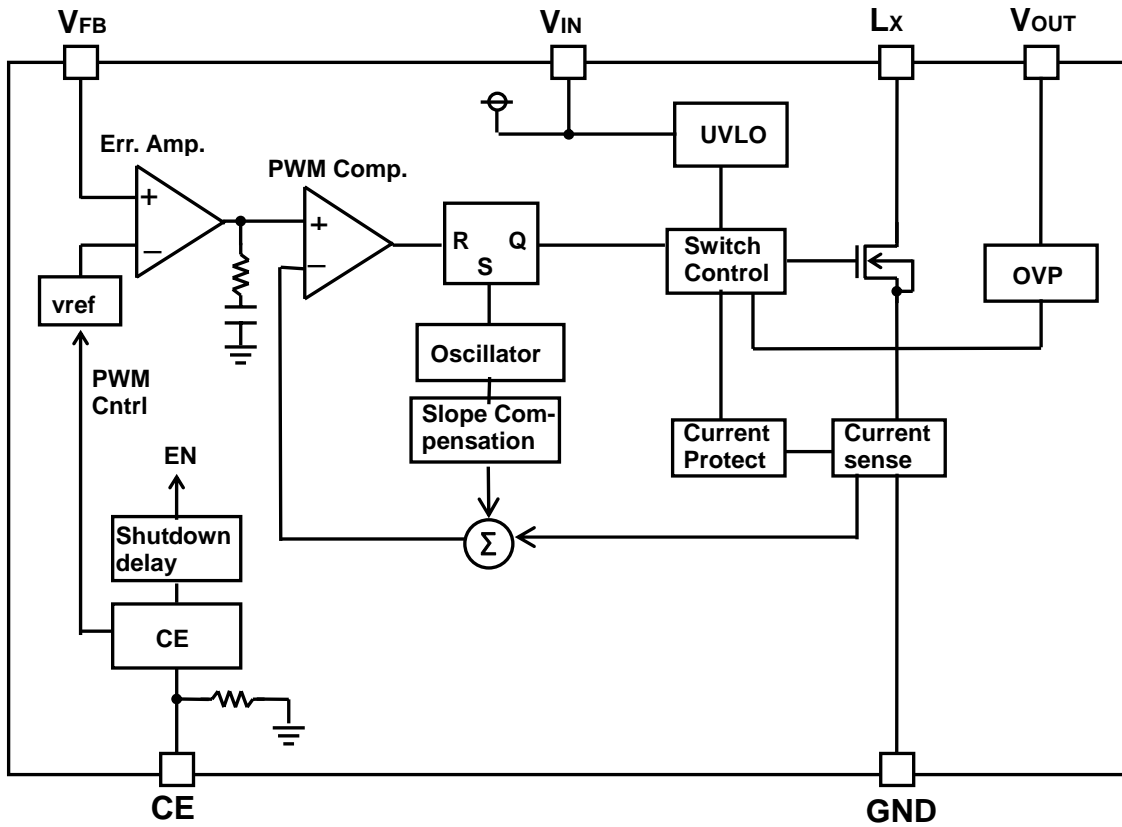 VFB
VIN
LX
VOUT
Err. Amp.
UVLO
PWM Comp.
+
−
+
−
R
Q
S
Switch
Control
OVP
vref
Oscillator
PWM
Cntrl
Slope Com-
pensation
Current
Protect
Current
sense
EN
Shutdown
delay
Σ
CE
CE
GND